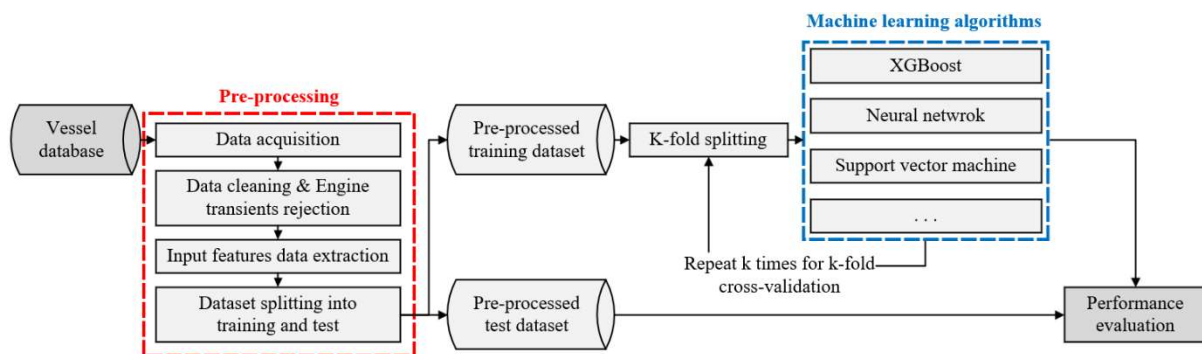 Machine learning algorithms
XGBoost
Neural netwrok
Support vector machine
. . .
Pre-processing
Vessel
database
Data acquisition
Data cleaning & Engine
transients rejection
Input features data extraction
Dataset splitting into
training and test
Pre-processed
training dataset
K-fold splitting
Repeat k times for k-fold
cross-validation
Pre-processed
test dataset
Performance
evaluation